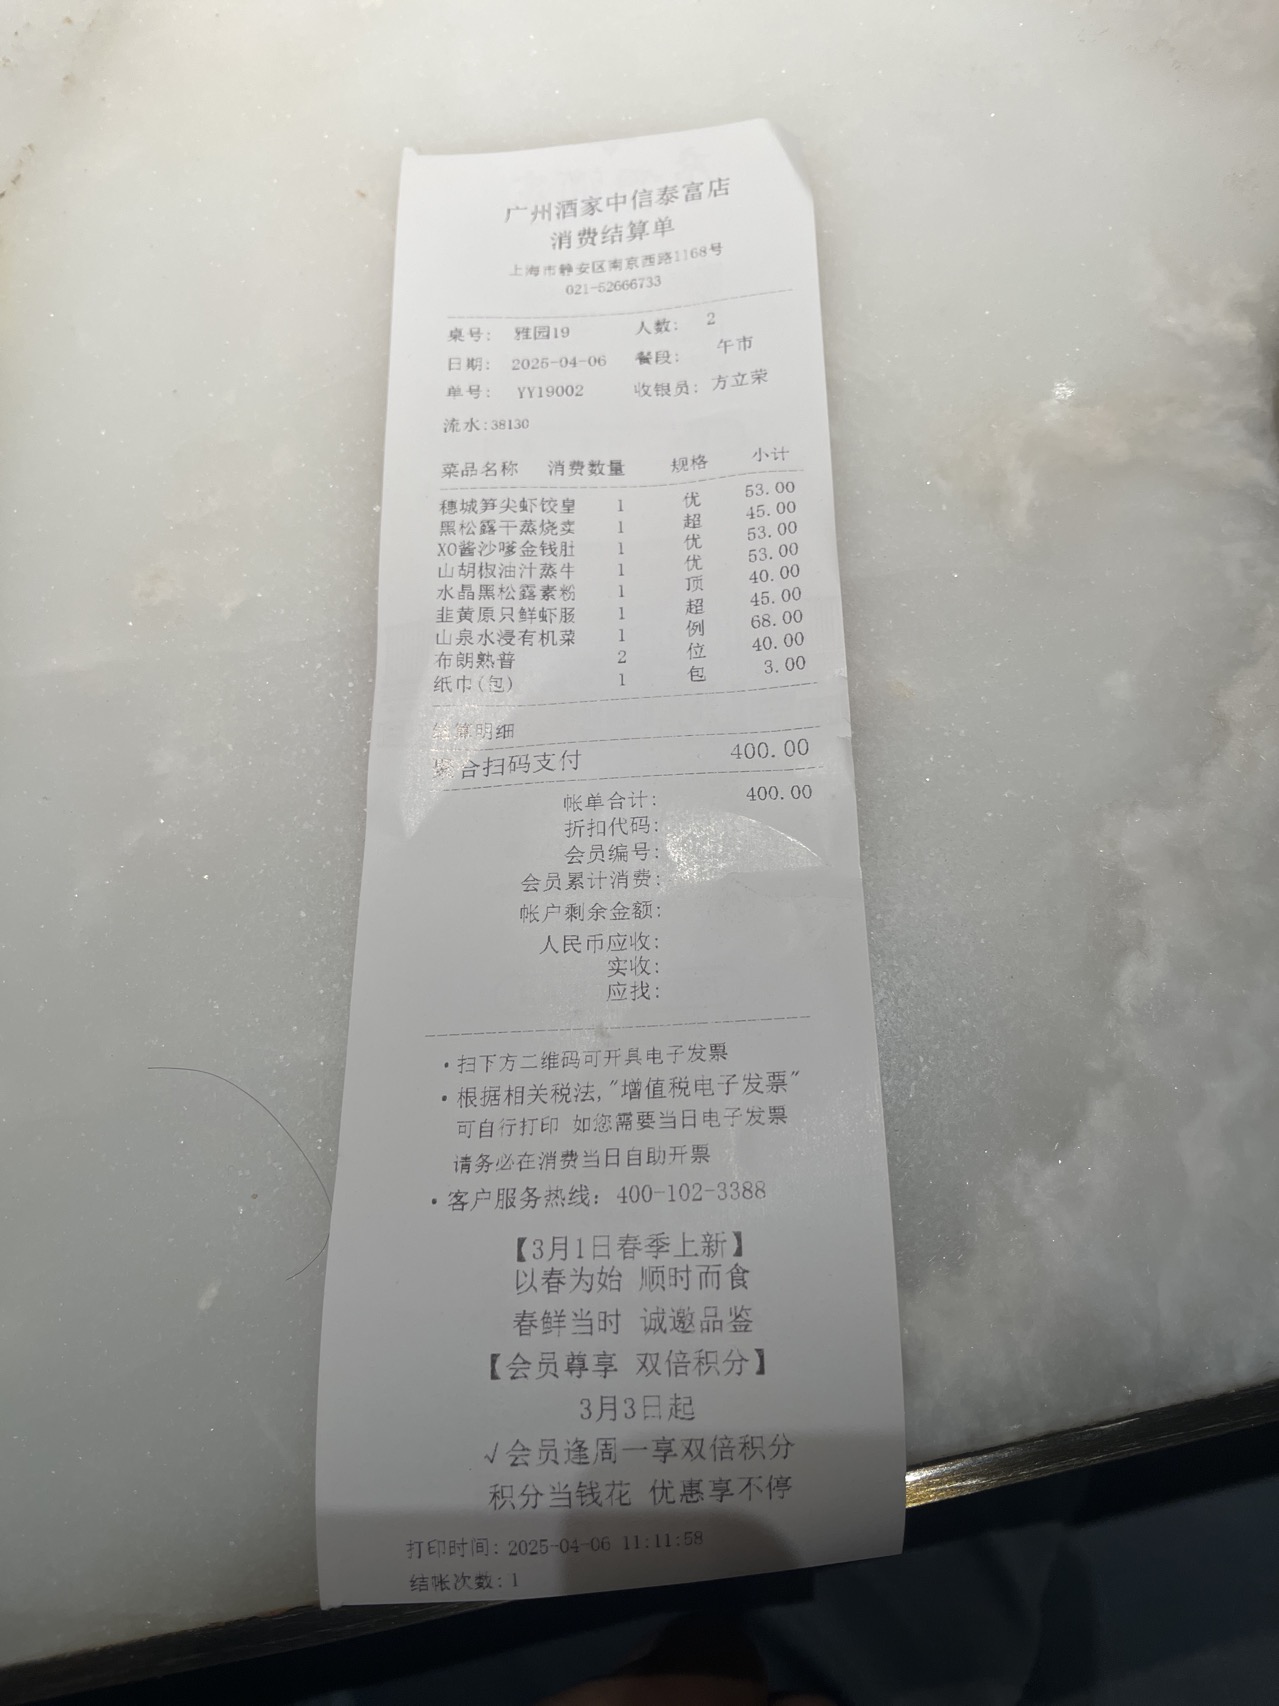 广州酒家中信泰富店
消费结算单
上海市静安区南京西路1168号
021-52666733
桌号: 雅园19 人数: 2
日期: 2025-04-06 餐段: 午市
单号: YY19002 收银员: 方立荣
流水:38130
菜品名称 消费数量 规格 小计
穗城笋尖虾饺皇 1 优 53.00
黑松露干蒸烧卖 1 超 45.00
XO酱沙嗲金钱肚 1 优 53.00
山胡椒油汁蒸牛 1 优 53.00
水晶黑松露素粉 1 顶 40.00
韭黄原只鲜虾肠 1 超 45.00
山泉水浸有机菜 1 例 68.00
布朗熟普 2 位 40.00
纸巾(包) 1 包 3.00
结算明细
聚合扫码支付 400.00
帐单合计: 400.00
折扣代码:
会员编号:
会员累计消费:
帐户剩余金额:
人民币应收:
实收:
应找:
·扫下方二维码可开具电子发票
·根据相关税法,"增值税电子发票"
可自行打印 如您需要当日电子发票
请务必在消费当日自助开票
·客户服务热线: 400-102-3388
【3月1日春季上新】
以春为始 顺时而食
春鲜当时 诚邀品鉴
【会员尊享 双倍积分】
3月3日起
√会员逢周一享双倍积分
积分当钱花 优惠享不停
打印时间: 2025-04-06 11:11:58
结帐次数:1